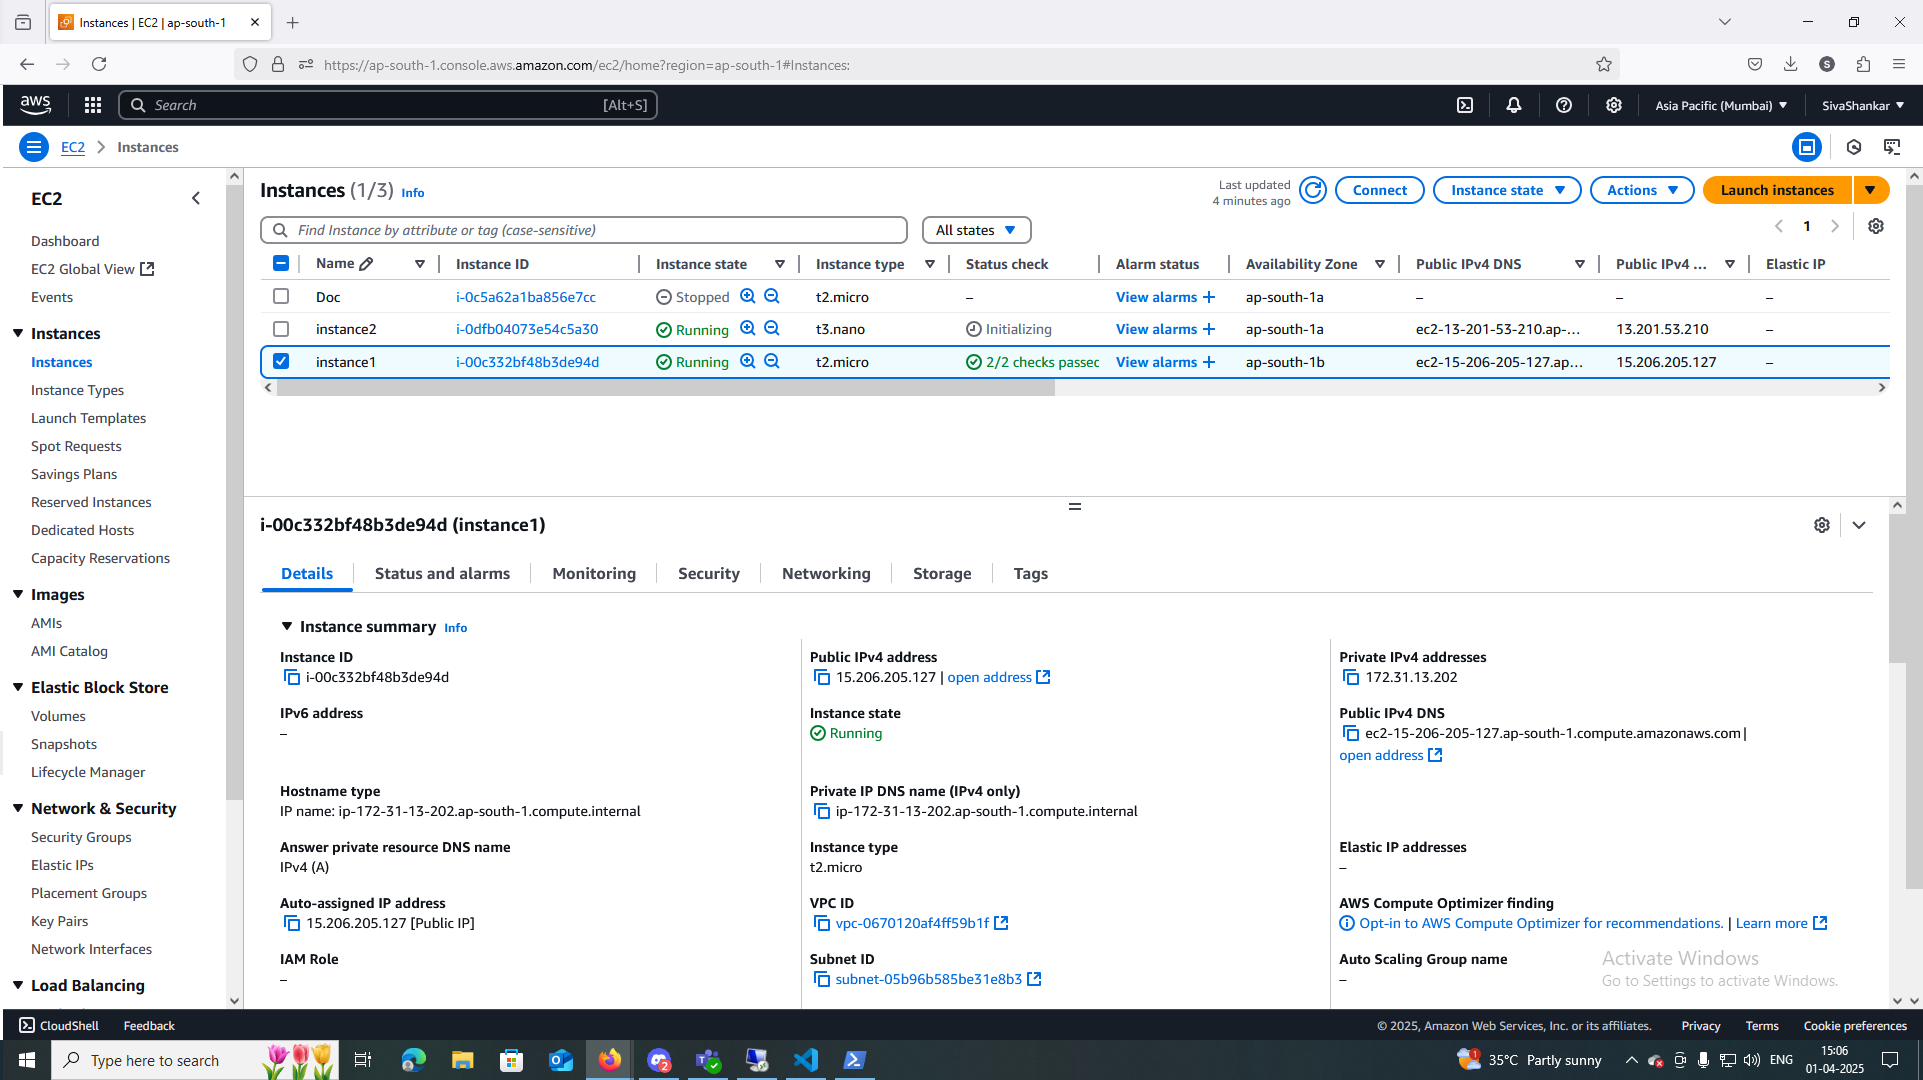 Instances | EC2 | ap-south-1
https://ap-south-1.console.aws.amazon.com/ec2/home?region=ap-south-1#Instances:
S
aws
Search [Alt+S]
Asia Pacific (Mumbai)
SivaShankar
EC2 > Instances
EC2
Dashboard
EC2 Global View
Events
Instances
Instances
Instance Types
Launch Templates
Spot Requests
Savings Plans
Reserved Instances
Dedicated Hosts
Capacity Reservations
Images
AMIs
AMI Catalog
Elastic Block Store
Volumes
Snapshots
Lifecycle Manager
Network & Security
Security Groups
Elastic IPs
Placement Groups
Key Pairs
Network Interfaces
Load Balancing
Instances (1/3) Info
Last updated
4 minutes ago
Connect
Instance state
Actions
Launch instances
Find Instance by attribute or tag (case-sensitive)
All states
1
Name Instance ID Instance state Instance type Status check Alarm status Availability Zone Public IPv4 DNS Public IPv4 ... Elastic IP
Doc i-0c5a62a1ba856e7cc Stopped t2.micro – View alarms + ap-south-1a – – –
instance2 i-0dfb04073e54c5a30 Running t3.nano Initializing View alarms + ap-south-1a ec2-13-201-53-210.ap-... 13.201.53.210 –
instance1 i-00c332bf48b3de94d Running t2.micro 2/2 checks passec View alarms + ap-south-1b ec2-15-206-205-127.ap... 15.206.205.127 –
i-00c332bf48b3de94d (instance1)
Details
Status and alarms
Monitoring
Security
Networking
Storage
Tags
Instance summary Info
Instance ID
i-00c332bf48b3de94d
Public IPv4 address
15.206.205.127 | open address
Private IPv4 addresses
172.31.13.202
IPv6 address
–
Instance state
Running
Public IPv4 DNS
ec2-15-206-205-127.ap-south-1.compute.amazonaws.com |
open address
Hostname type
IP name: ip-172-31-13-202.ap-south-1.compute.internal
Private IP DNS name (IPv4 only)
ip-172-31-13-202.ap-south-1.compute.internal
Answer private resource DNS name
IPv4 (A)
Instance type
t2.micro
Elastic IP addresses
–
Auto-assigned IP address
15.206.205.127 [Public IP]
VPC ID
vpc-0670120af4ff59b1f
AWS Compute Optimizer finding
Opt-in to AWS Compute Optimizer for recommendations. | Learn more
IAM Role
–
Subnet ID
subnet-05b96b585be31e8b3
Auto Scaling Group name
–
Activate Windows
Go to Settings to activate Windows.
CloudShell
Feedback
© 2025, Amazon Web Services, Inc. or its affiliates.
Privacy
Terms
Cookie preferences
Type here to search
2
1
35°C Partly sunny
ENG
15:06
01-04-2025